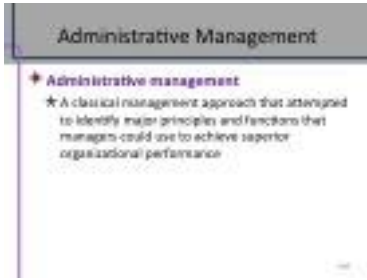 Administrative Management
Administrative management
A classical management approach that attempted
to identify major principles and functions that
managers could use to achieve superior
organizational performance